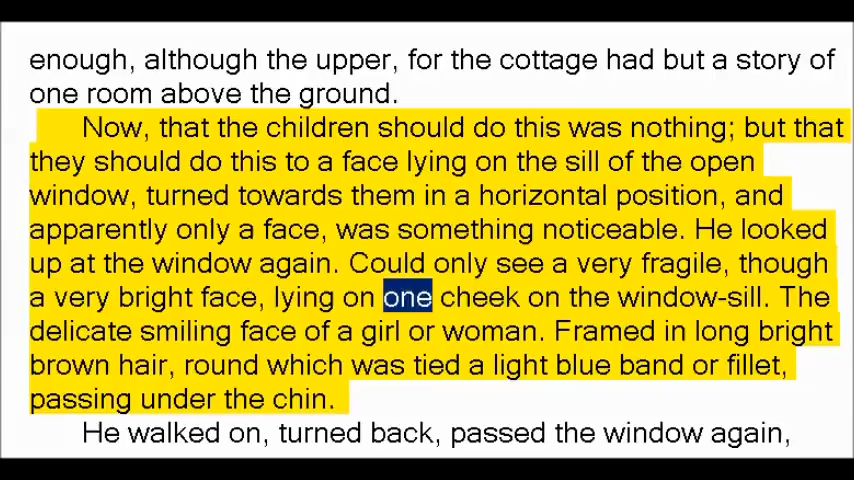 enough, although the upper, for the cottage had but a story of
one room above the ground.
Now, that the children should do this was nothing; but that
they should do this to a face lying on the sill of the open
window, turned towards them in a horizontal position, and
apparently only a face, was something noticeable. He looked
up at the window again. Could only see a very fragile, though
a very bright face, lying on one cheek on the window-sill. The
delicate smiling face of a girl or woman. Framed in long bright
brown hair, round which was tied a light blue band or fillet,
passing under the chin.
He walked on, turned back, passed the window again,